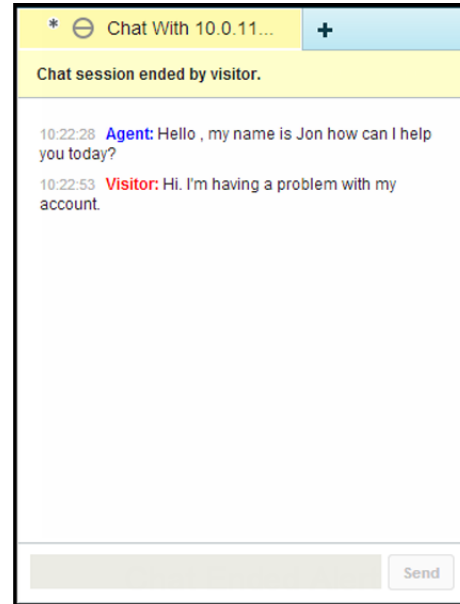 * Chat With 10.0.11... +
Chat session ended by visitor.
10:22:28 Agent: Hello , my name is Jon how can I help
you today?
10:22:53 Visitor: Hi. I'm having a problem with my
account.
Send